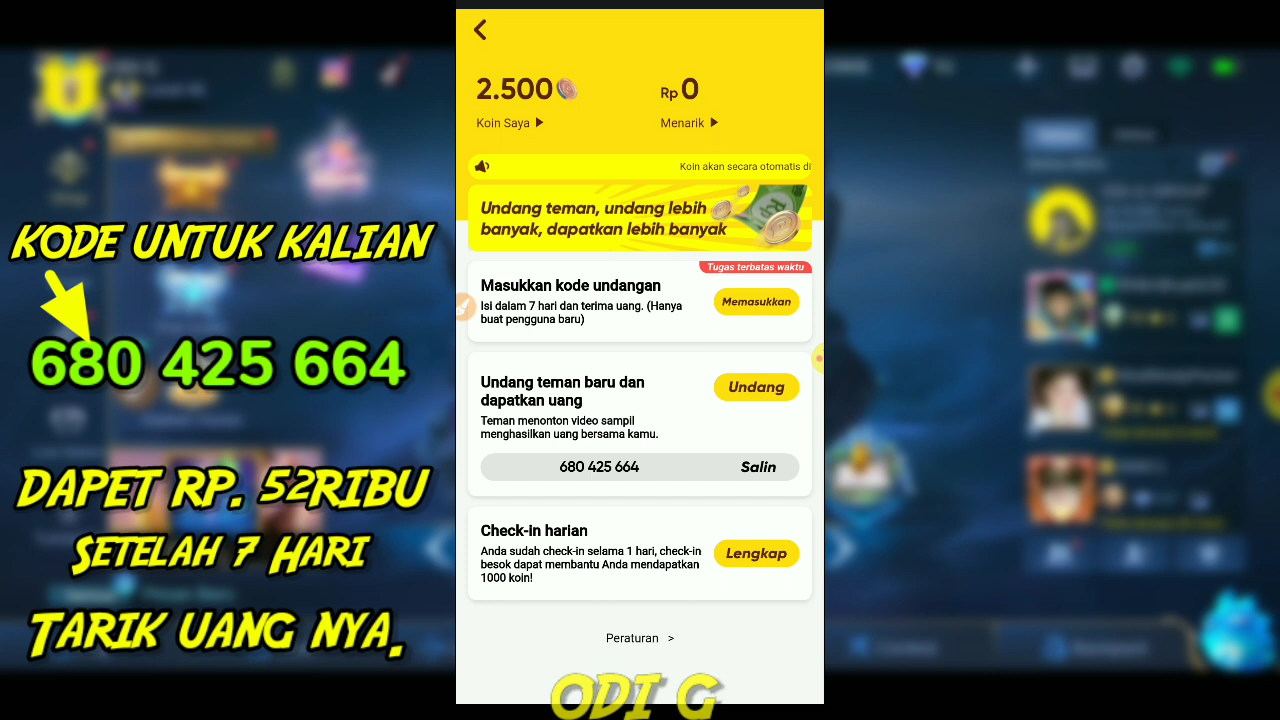 KODE UNTUK KALIAN
680 425 664
DAPET RP. 52RIBU
SETELAH 7 HARI
TARIK UANG NYA.
2.500
Rp 0
Koin Saya
Menarik
Koin akan secara otomatis di
Undang teman, undang lebih
banyak, dapatkan lebih banyak
Rp
Tugas terbatas waktu
Masukkan kode undangan
Isi dalam 7 hari dan terima uang. (Hanya
buat pengguna baru)
Memasukkan
Undang teman baru dan
dapatkan uang
Undang
Teman menonton video sampil
menghasilkan uang bersama kamu.
680 425 664
Salin
Check-in harian
Anda sudah check-in selama 1 hari, check-in
besok dapat membantu Anda mendapatkan
1000 koin!
Lengkap
Peraturan >
ODI G